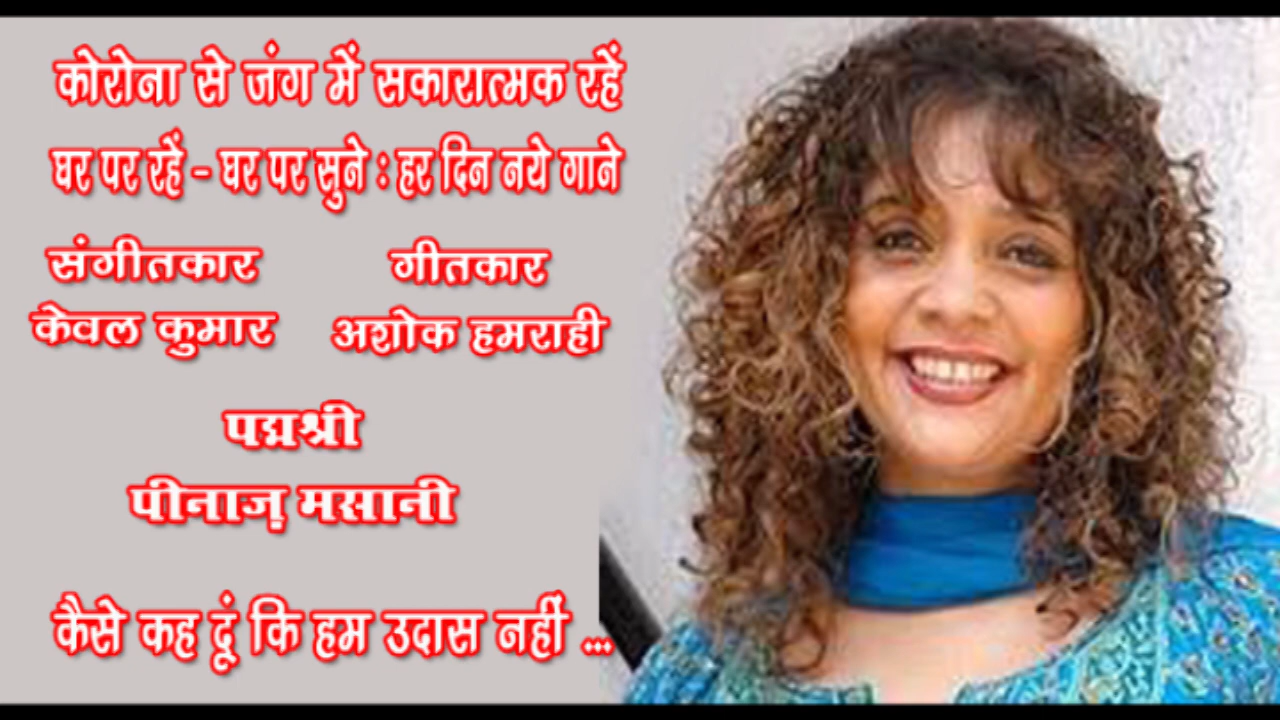 कोरोना से जंग में सकारात्मक रहें
घर पर रहें - घर पर सुने : हर दिन नये गाने
संगीतकार गीतकार
केवल कुमार अशोक हमराही
पद्मश्री
पीनाज़ मसानी
कैसे कह दूं कि हम उदास नहीं ...